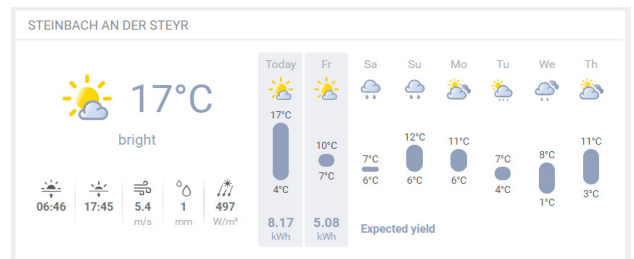 STEINBACH AN DER STEYR
17°C
bright
06:46 17:45 5.4 1 497
m/s mm W/m²
Today Fr Sa Su Mo Tu We Th
17°C 10°C 7°C 12°C 11°C 7°C 8°C 11°C
4°C 7°C 6°C 6°C 6°C 4°C 1°C 3°C
8.17 5.08 Expected yield
kWh kWh